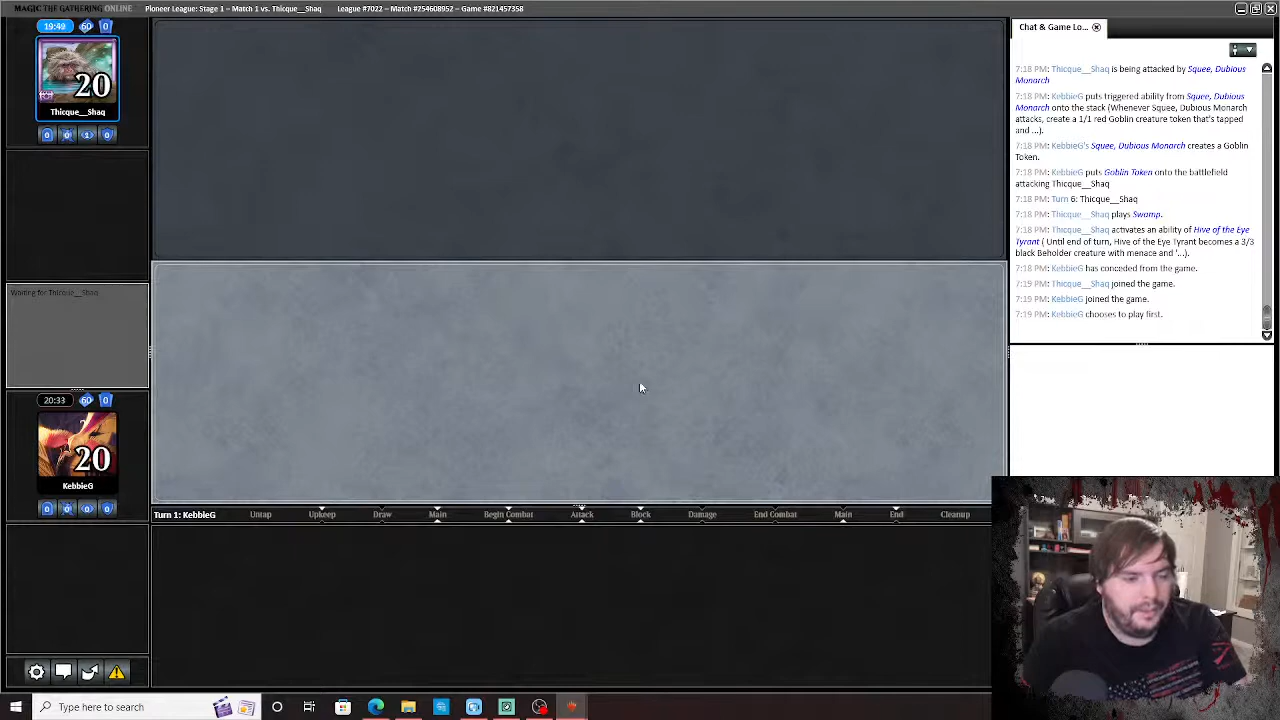 MAGIC THE GATHERING ONLINE Pioneer League: Stage 1 – Match 1 vs. Thicque__Shaq League #7022 – Match #254608952 – Game #821457358
19:49 60 0
20
Thicque__Shaq
0 0 1 0
Waiting for Thicque__Shaq
20:33 60 0
20
KebbieG
0 0 0 0
Turn 1: KebbieG Untap Upkeep Draw Main Begin Combat Attack Block Damage End Combat Main End Cleanup
Chat & Game Lo...
7:18 PM: Thicque__Shaq is being attacked by Squee, Dubious
Monarch
7:18 PM: KebbieG puts triggered ability from Squee, Dubious
Monarch onto the stack (Whenever Squee, Dubious Monarch
attacks, create a 1/1 red Goblin creature token that's tapped
and ...).
7:18 PM: KebbieG's Squee, Dubious Monarch creates a Goblin
Token.
7:18 PM: KebbieG puts Goblin Token onto the battlefield
attacking Thicque__Shaq
7:18 PM: Turn 6: Thicque__Shaq
7:18 PM: Thicque__Shaq plays Swamp.
7:18 PM: Thicque__Shaq activates an ability of Hive of the Eye
Tyrant ( Until end of turn, Hive of the Eye Tyrant becomes a 3/3
black Beholder creature with menace and '...).
7:18 PM: KebbieG has conceded from the game.
7:19 PM: Thicque__Shaq joined the game.
7:19 PM: KebbieG joined the game.
7:19 PM: KebbieG chooses to play first.
Type here to search